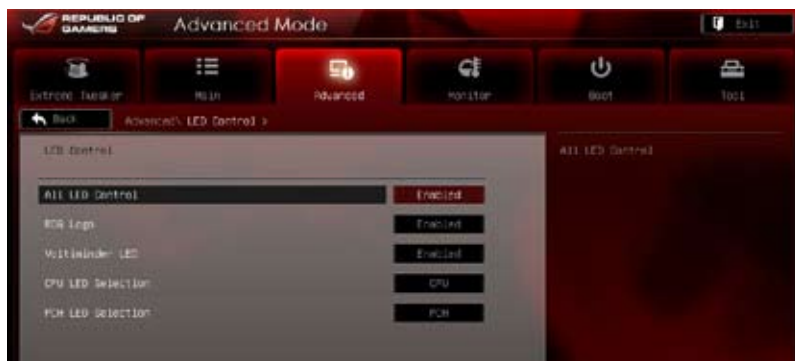 REPUBLIC OF
GAMERS
Advanced Mode
Exit
Extreme Tweaker
Main
Advanced
Monitor
Boot
Tool
Back
Advanced\ LED Control >
LED Control
All LED Control
All LED Control
Enabled
ROG Logo
Enabled
Voltiminder LED
Enabled
CPU LED Selection
CPU
PCH LED Selection
PCH